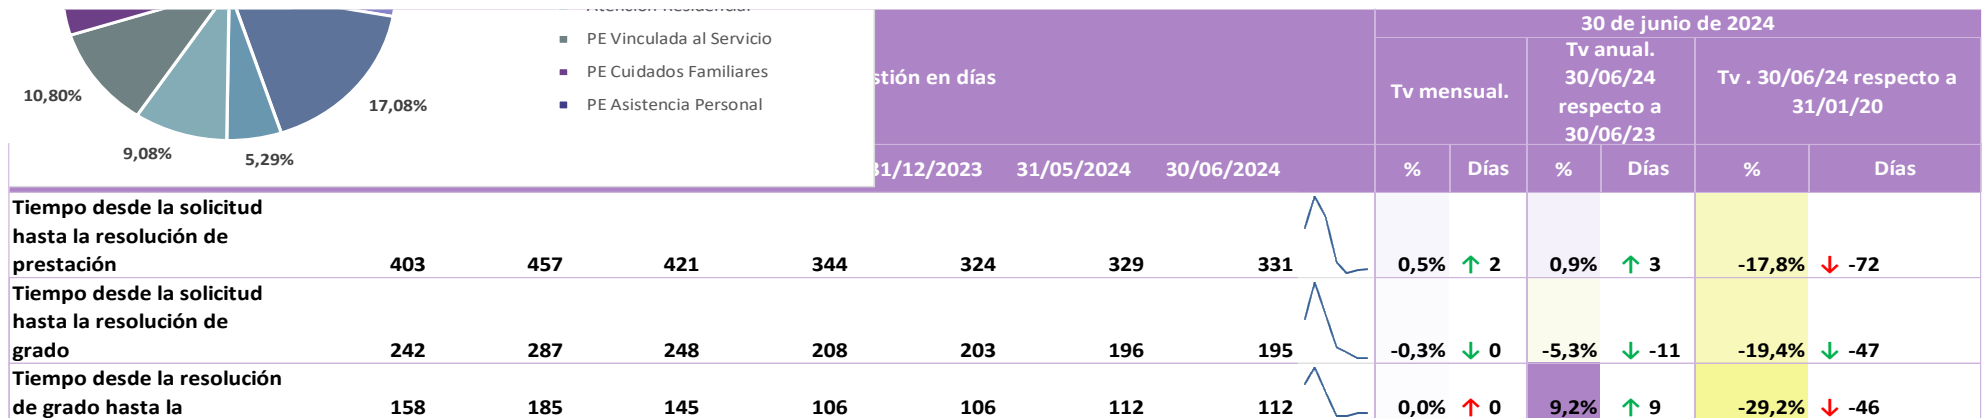 Atención Residencial
PE Vinculada al Servicio
PE Cuidados Familiares
PE Asistencia Personal
10,80%
17,08%
9,08%
5,29%
stión en días
30 de junio de 2024
Tv mensual.
Tv anual.
30/06/24
respecto a
30/06/23
Tv . 30/06/24 respecto a
31/01/20
31/12/2023 31/05/2024 30/06/2024 % Días % Días % Días
Tiempo desde la solicitud
hasta la resolución de
prestación 403 457 421 344 324 329 331 0,5% ↑ 2 0,9% ↑ 3 -17,8% ↓ -72
Tiempo desde la solicitud
hasta la resolución de
grado 242 287 248 208 203 196 195 -0,3% ↓ 0 -5,3% ↓ -11 -19,4% ↓ -47
Tiempo desde la resolución
de grado hasta la 158 185 145 106 106 112 112 0,0% ↑ 0 9,2% ↑ 9 -29,2% ↓ -46